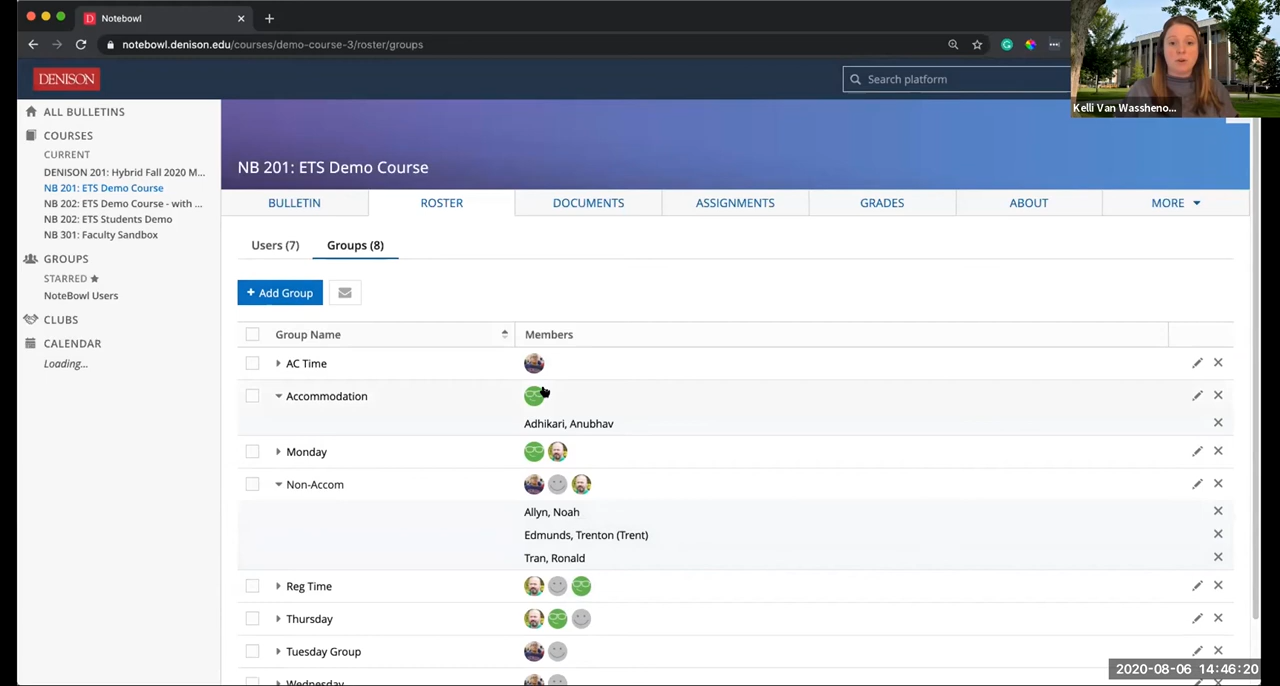 Notebowl
notebowl.denison.edu/courses/demo-course-3/roster/groups
Kelli Van Wassheno...
DENISON
Search platform
ALL BULLETINS
COURSES
CURRENT
DENISON 201: Hybrid Fall 2020 M...
NB 201: ETS Demo Course
NB 202: ETS Demo Course - with ...
NB 202: ETS Students Demo
NB 301: Faculty Sandbox
GROUPS
STARRED
NoteBowl Users
CLUBS
CALENDAR
Loading...
NB 201: ETS Demo Course
BULLETIN ROSTER DOCUMENTS ASSIGNMENTS GRADES ABOUT MORE
Users (7) Groups (8)
+ Add Group
Group Name Members
AC Time
Accommodation
Adhikari, Anubhav
Monday
Non-Accom
Allyn, Noah
Edmunds, Trenton (Trent)
Tran, Ronald
Reg Time
Thursday
Tuesday Group
Wednesday
2020-08-06 14:46:20